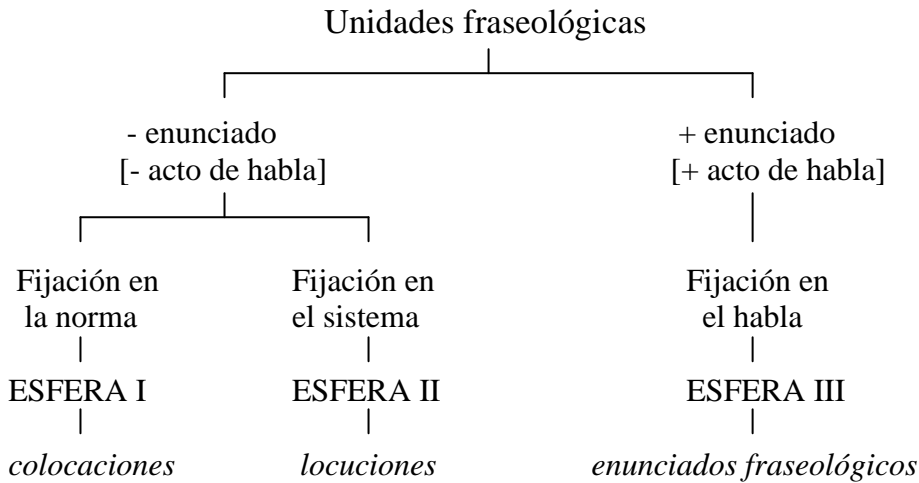 Unidades fraseológicas
- enunciado
[- acto de habla]
+ enunciado
[+ acto de habla]
Fijación en
la norma
Fijación en
el sistema
Fijación en
el habla
ESFERA I
ESFERA II
ESFERA III
colocaciones
locuciones
enunciados fraseológicos